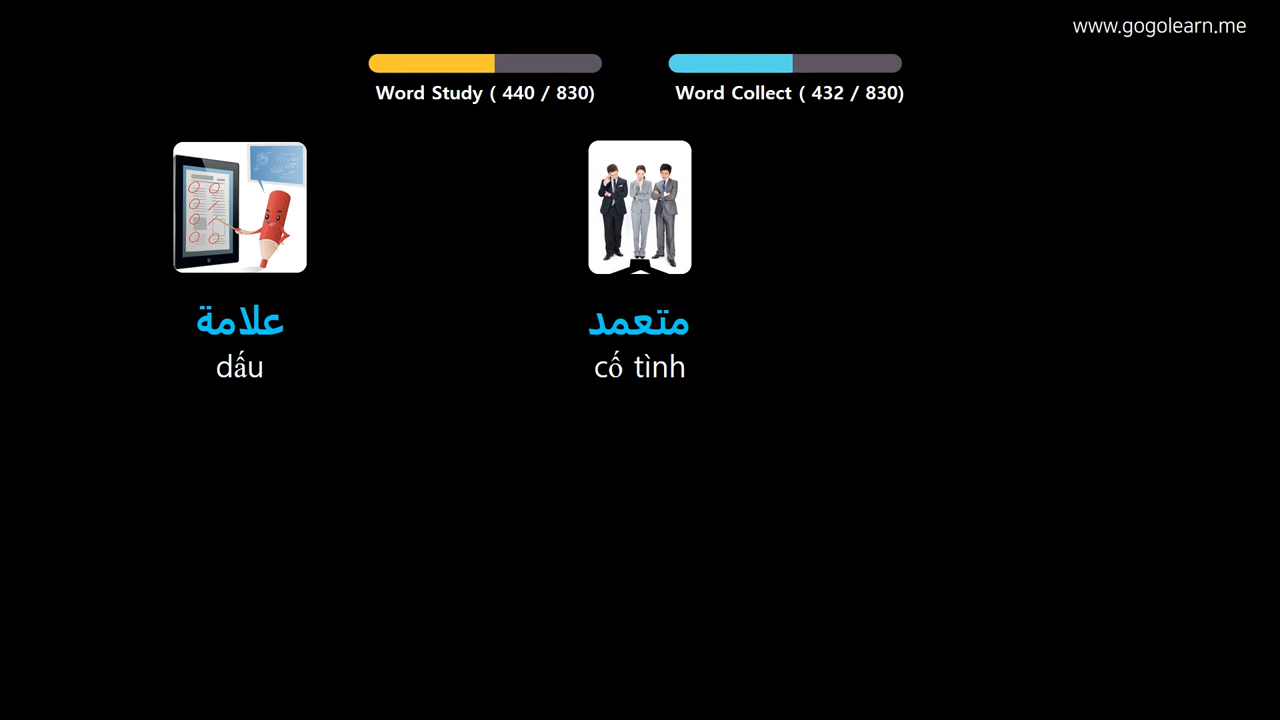 www.gogolearn.me
Word Study ( 440 / 830)
Word Collect ( 432 / 830)
علامة
dấu
متعمد
cố tình